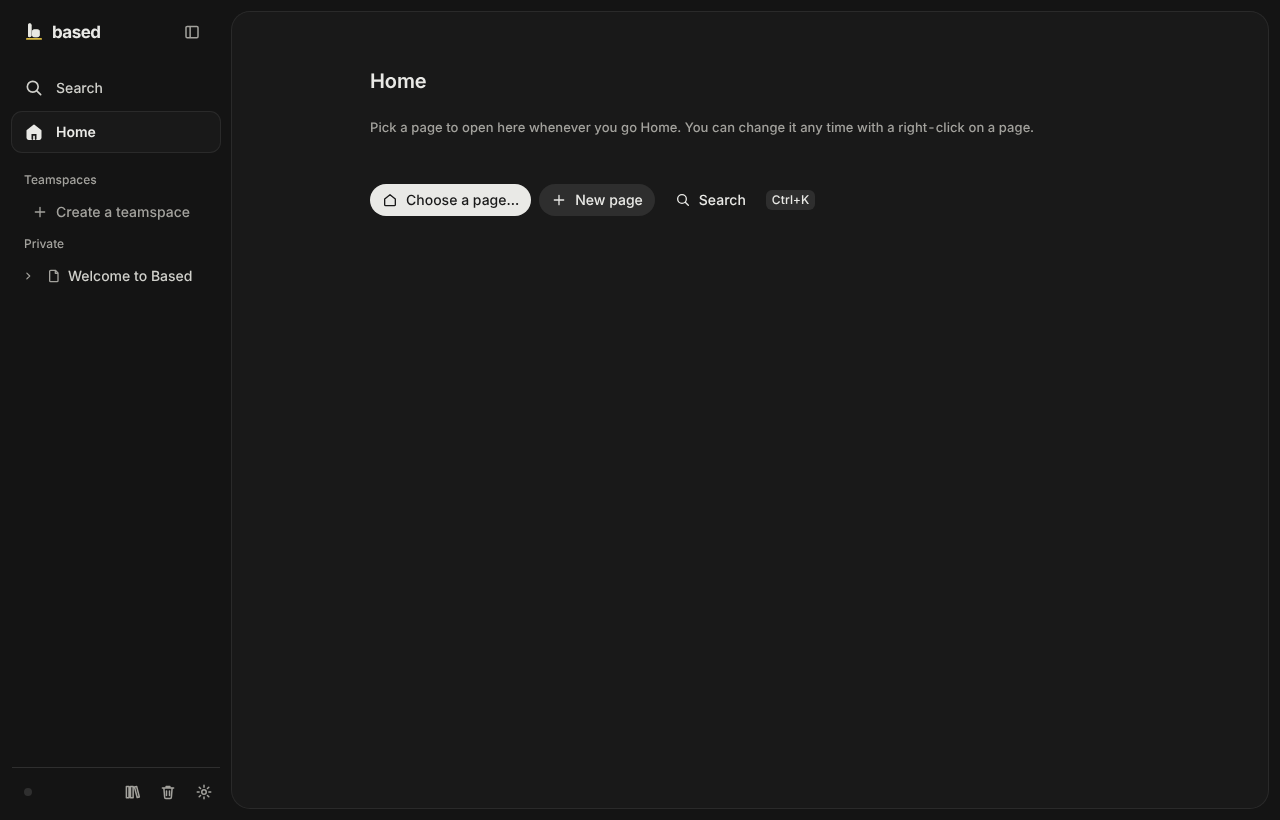 based
Search
Home
Teamspaces
Create a teamspace
Private
Welcome to Based
Home
Pick a page to open here whenever you go Home. You can change it any time with a right-click on a page.
Choose a page...
New page
Search
Ctrl+K